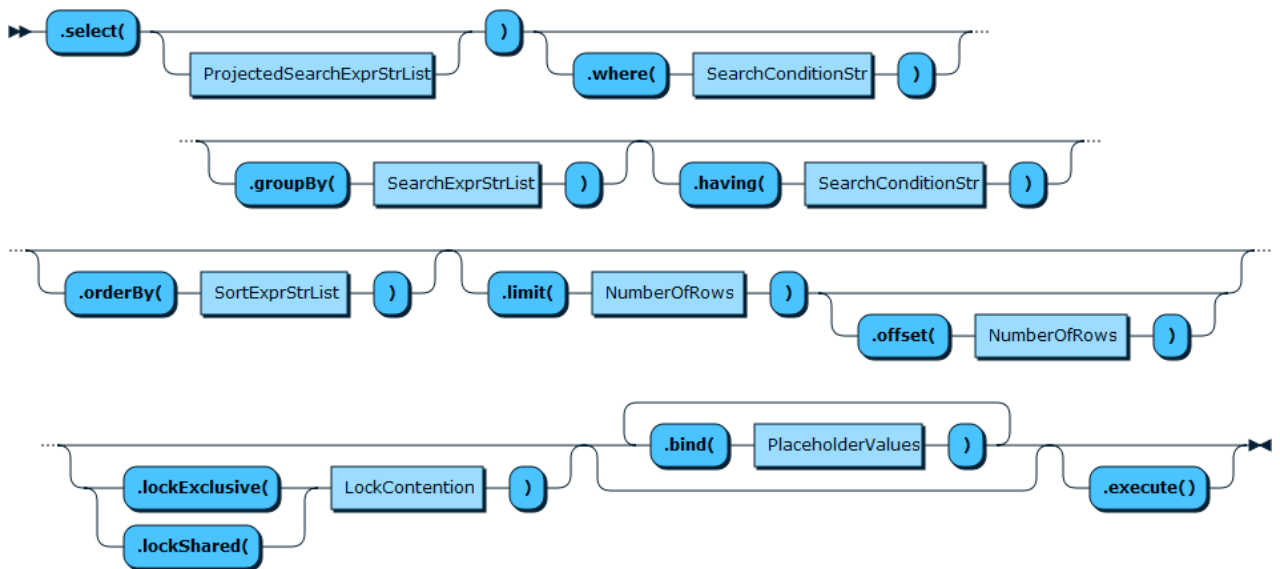 .select( )
ProjectedSearchExprStrList .where( SearchConditionStr )
.groupBy( SearchExprStrList ) .having( SearchConditionStr )
.orderBy( SortExprStrList ) .limit( NumberOfRows )
.offset( NumberOfRows )
.bind( PlaceholderValues )
.lockExclusive( LockContention ) .execute()
.lockShared(